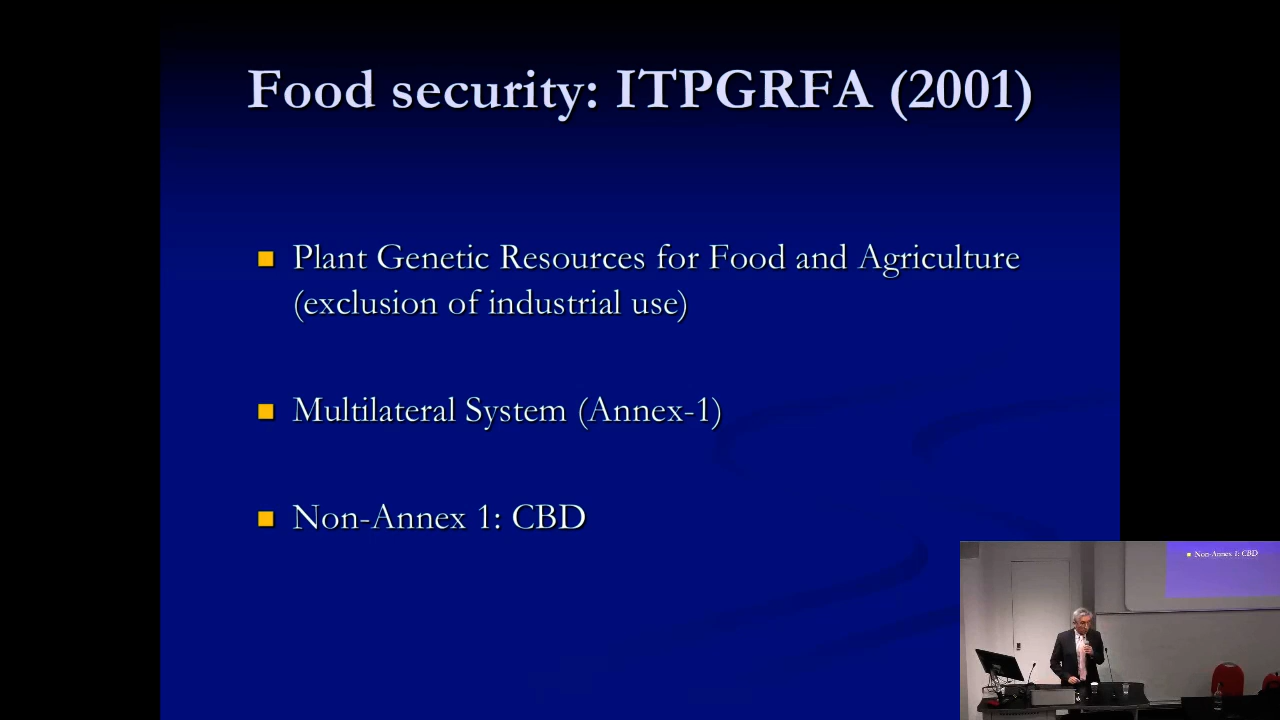 Food security: ITPGRFA (2001)
Plant Genetic Resources for Food and Agriculture
(exclusion of industrial use)
Multilateral System (Annex-1)
Non-Annex 1: CBD
Non-Annex 1: CBD